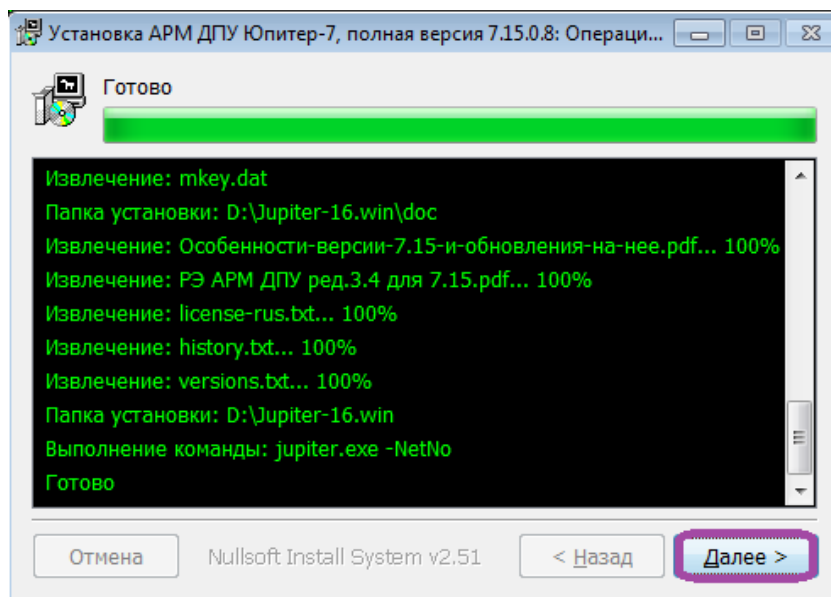 Установка АРМ ДПУ Юпитер-7, полная версия 7.15.0.8: Операци...
Готово
Извлечение: mkey.dat
Папка установки: D:\Jupiter-16.win\doc
Извлечение: Особенности-версии-7.15-и-обновления-на-нее.pdf... 100%
Извлечение: РЭ АРМ ДПУ ред.3.4 для 7.15.pdf... 100%
Извлечение: license-rus.txt... 100%
Извлечение: history.txt... 100%
Извлечение: versions.txt... 100%
Папка установки: D:\Jupiter-16.win
Выполнение команды: jupiter.exe -NetNo
Готово
Отмена
Nullsoft Install System v2.51
< Назад
Далее >